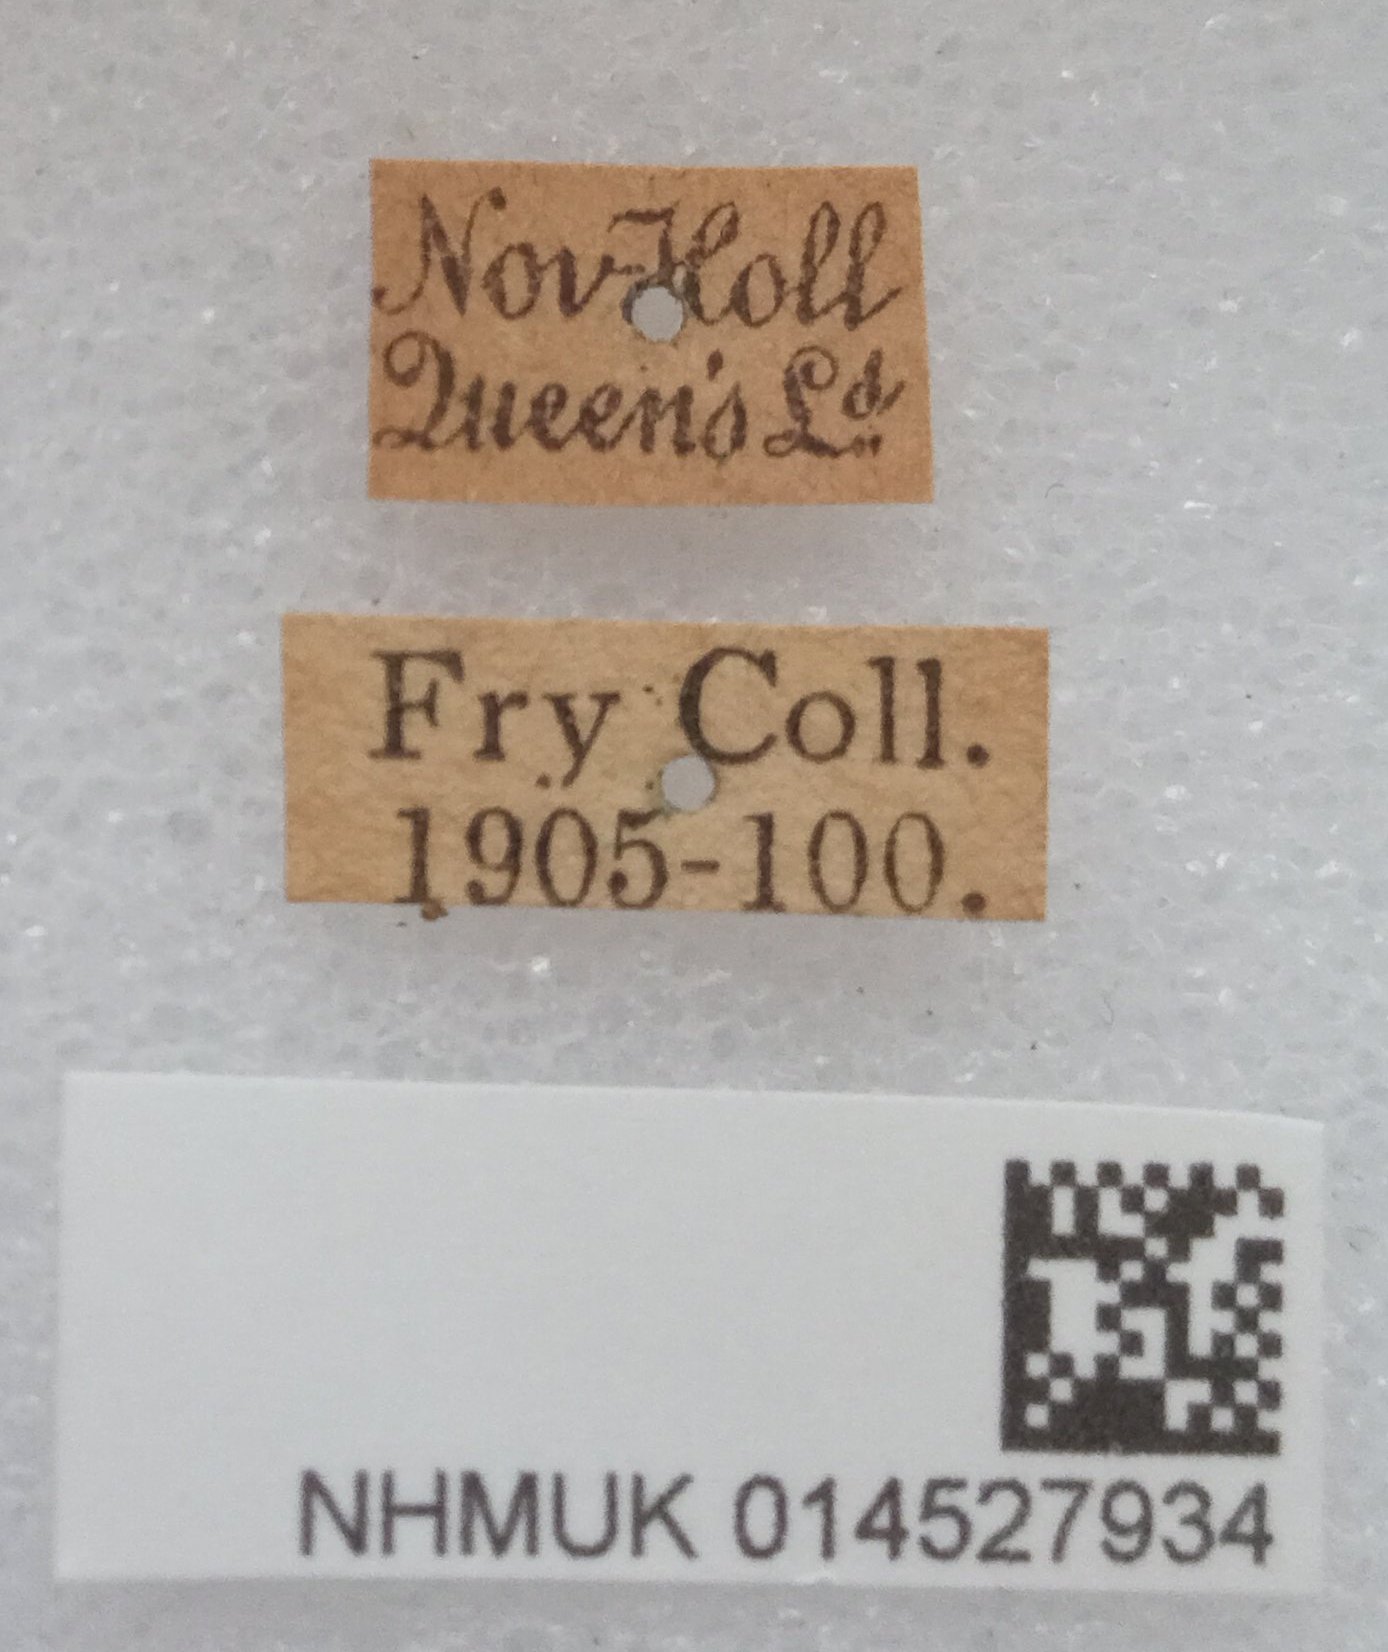 Nov Holl
Queen's Ld
Fry Coll.
1905-100.
NHMUK 014527934